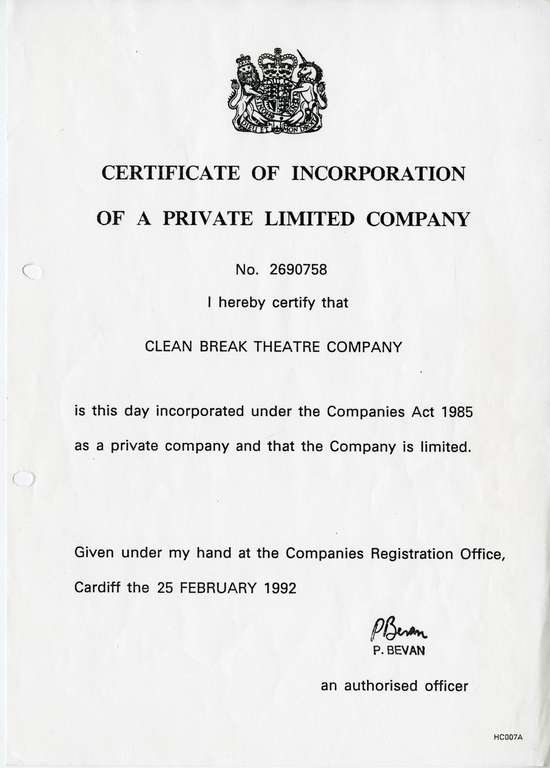 CERTIFICATE OF INCORPORATION
OF A PRIVATE LIMITED COMPANY
No. 2690758
I hereby certify that
CLEAN BREAK THEATRE COMPANY
is this day incorporated under the Companies Act 1985
as a private company and that the Company is limited.
Given under my hand at the Companies Registration Office,
Cardiff the 25 FEBRUARY 1992
P Bevan
P. BEVAN
an authorised officer
HC007A